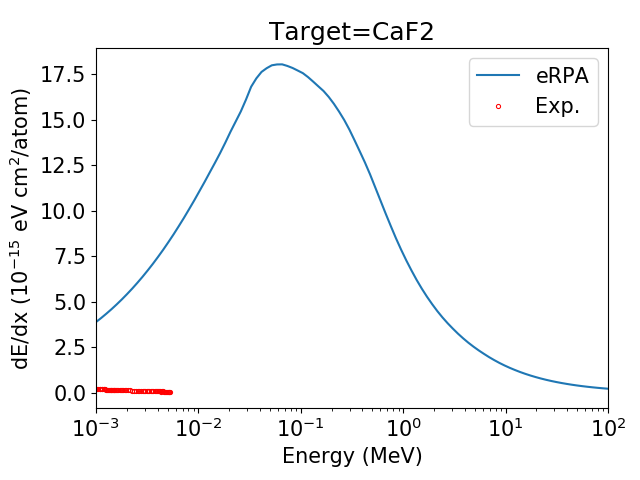 Target=CaF2
eRPA
Exp.
dE/dx (10⁻¹⁵ eV cm²/atom)
17.5
15.0
12.5
10.0
7.5
5.0
2.5
0.0
10⁻³ 10⁻² 10⁻¹ 10⁰ 10¹ 10²
Energy (MeV)